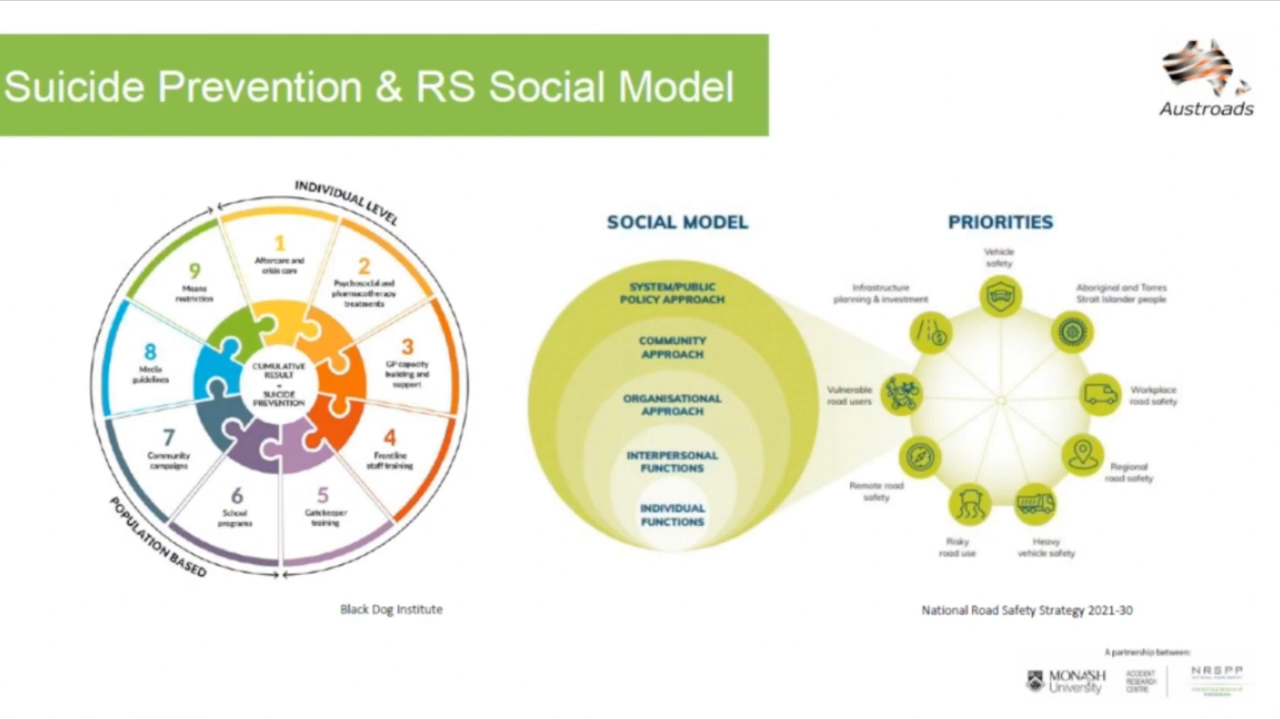 Suicide Prevention & RS Social Model
Austroads
INDIVIDUAL LEVEL
POPULATION BASED
1
Aftercare and
crisis care
2
Psychosocial and
pharmacotherapy
treatments
3
GP capacity
building and
support
4
Frontline
staff training
5
Gatekeeper
training
6
School
programs
7
Community
campaigns
8
Media
guidelines
9
Means
restriction
CUMULATIVE
RESULT
=
SUICIDE
PREVENTION
Black Dog Institute
SOCIAL MODEL
SYSTEM/PUBLIC
POLICY APPROACH
COMMUNITY
APPROACH
ORGANISATIONAL
APPROACH
INTERPERSONAL
FUNCTIONS
INDIVIDUAL
FUNCTIONS
PRIORITIES
Vehicle
safety
Aboriginal and Torres
Strait Islander people
Workplace
road safety
Regional
road safety
Heavy
vehicle safety
Risky
road use
Remote road
safety
Vulnerable
road users
Infrastructure
planning & investment
National Road Safety Strategy 2021-30
A partnership between:
MONASH
University
ACCIDENT
RESEARCH
CENTRE
NRSPP